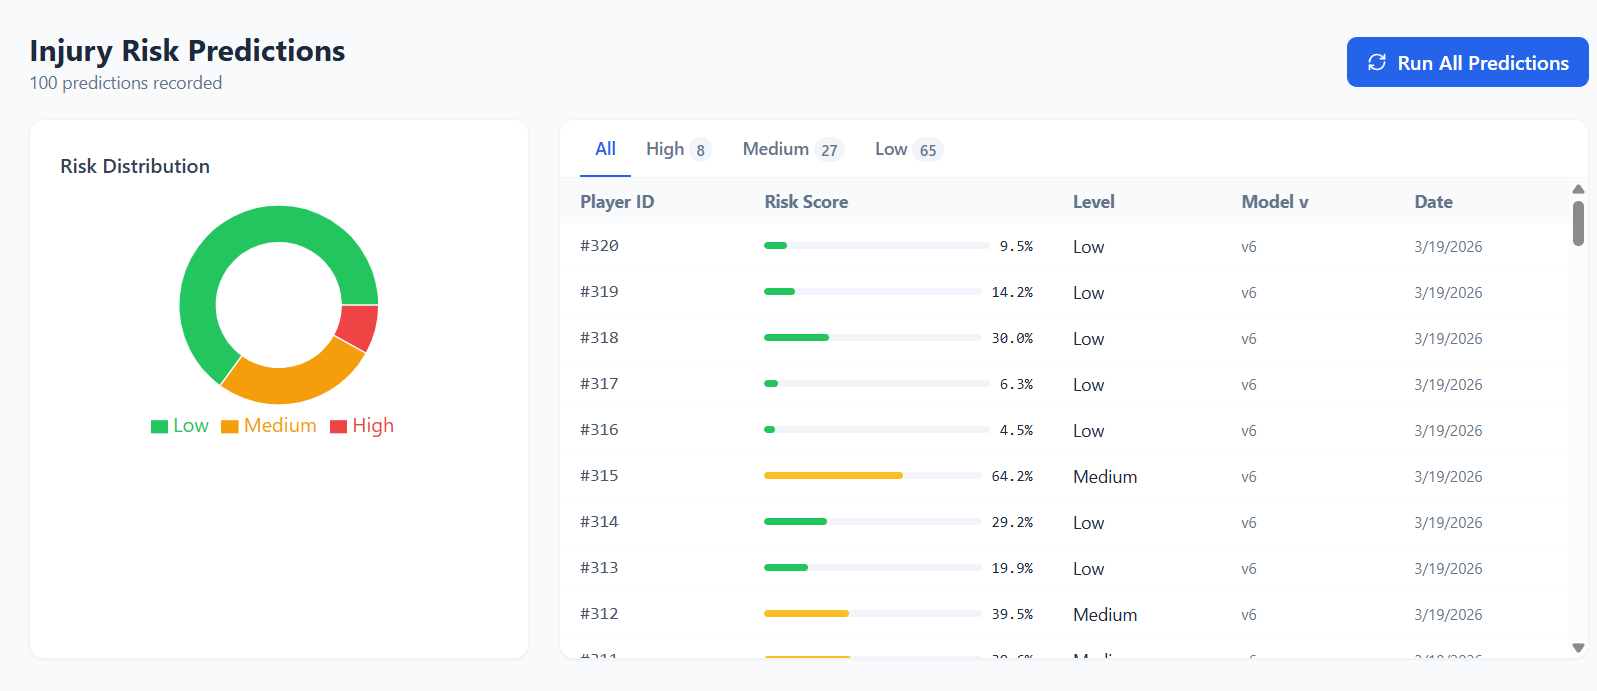 Injury Risk Predictions
100 predictions recorded
Run All Predictions
Risk Distribution
Low Medium High
All High 8 Medium 27 Low 65
Player ID Risk Score Level Model v Date
#320 9.5% Low v6 3/19/2026
#319 14.2% Low v6 3/19/2026
#318 30.0% Low v6 3/19/2026
#317 6.3% Low v6 3/19/2026
#316 4.5% Low v6 3/19/2026
#315 64.2% Medium v6 3/19/2026
#314 29.2% Low v6 3/19/2026
#313 19.9% Low v6 3/19/2026
#312 39.5% Medium v6 3/19/2026